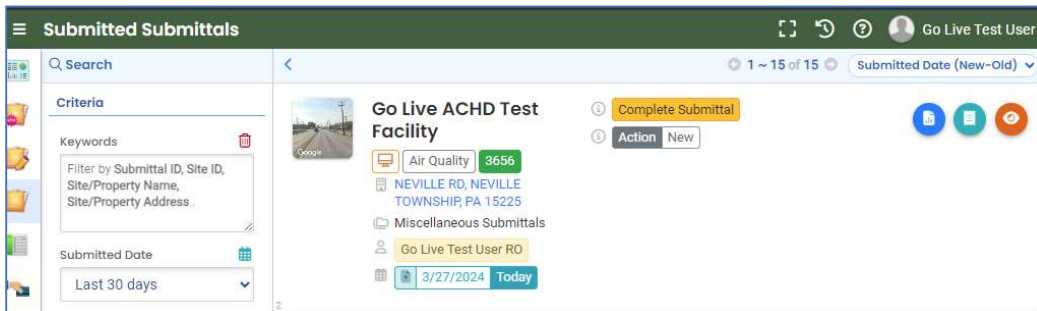 Submitted Submittals
Go Live Test User
Search
1 ~ 15 of 15
Submitted Date (New-Old)
Criteria
Keywords
Filter by Submittal ID, Site ID,
Site/Property Name,
Site/Property Address .
Submitted Date
Last 30 days
Google
Go Live ACHD Test
Facility
Air Quality 3656
NEVILLE RD, NEVILLE
TOWNSHIP, PA 15225
Miscellaneous Submittals
Go Live Test User RO
3/27/2024 Today
Complete Submittal
Action New
2